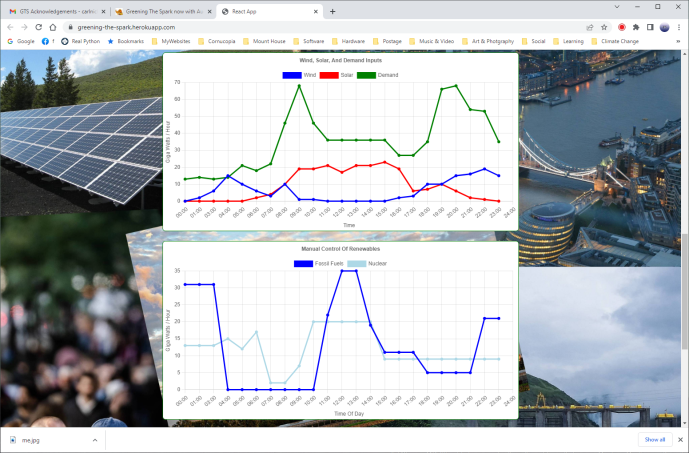 GTS Acknowledgements - carlwi
Greening The Spark now with A
React App
greening-the-spark.herokuapp.com
Google
f
Real Python
Bookmarks
MyWebsites
Cornucopia
Mount House
Software
Hardware
Postage
Music & Video
Art & Photgraphy
Social
Learning
Climate Change
Wind, Solar, And Demand Inputs
Wind Solar Demand
Giga Watts / Hour
70
60
50
40
30
20
10
0
00:00 01:00 02:00 03:00 04:00 05:00 06:00 07:00 08:00 09:00 10:00 11:00 12:00 13:00 14:00 15:00 16:00 17:00 18:00 19:00 20:00 21:00 22:00 23:00 24:00
Time
Manual Control Of Renewables
Fossil Fuels Nuclear
Giga Watts / Hour
35
30
25
20
15
10
5
0
00:00 01:00 02:00 03:00 04:00 05:00 06:00 07:00 08:00 09:00 10:00 11:00 12:00 13:00 14:00 15:00 16:00 17:00 18:00 19:00 20:00 21:00 22:00 23:00 24:00
Time Of Day
me.jpg
Show all